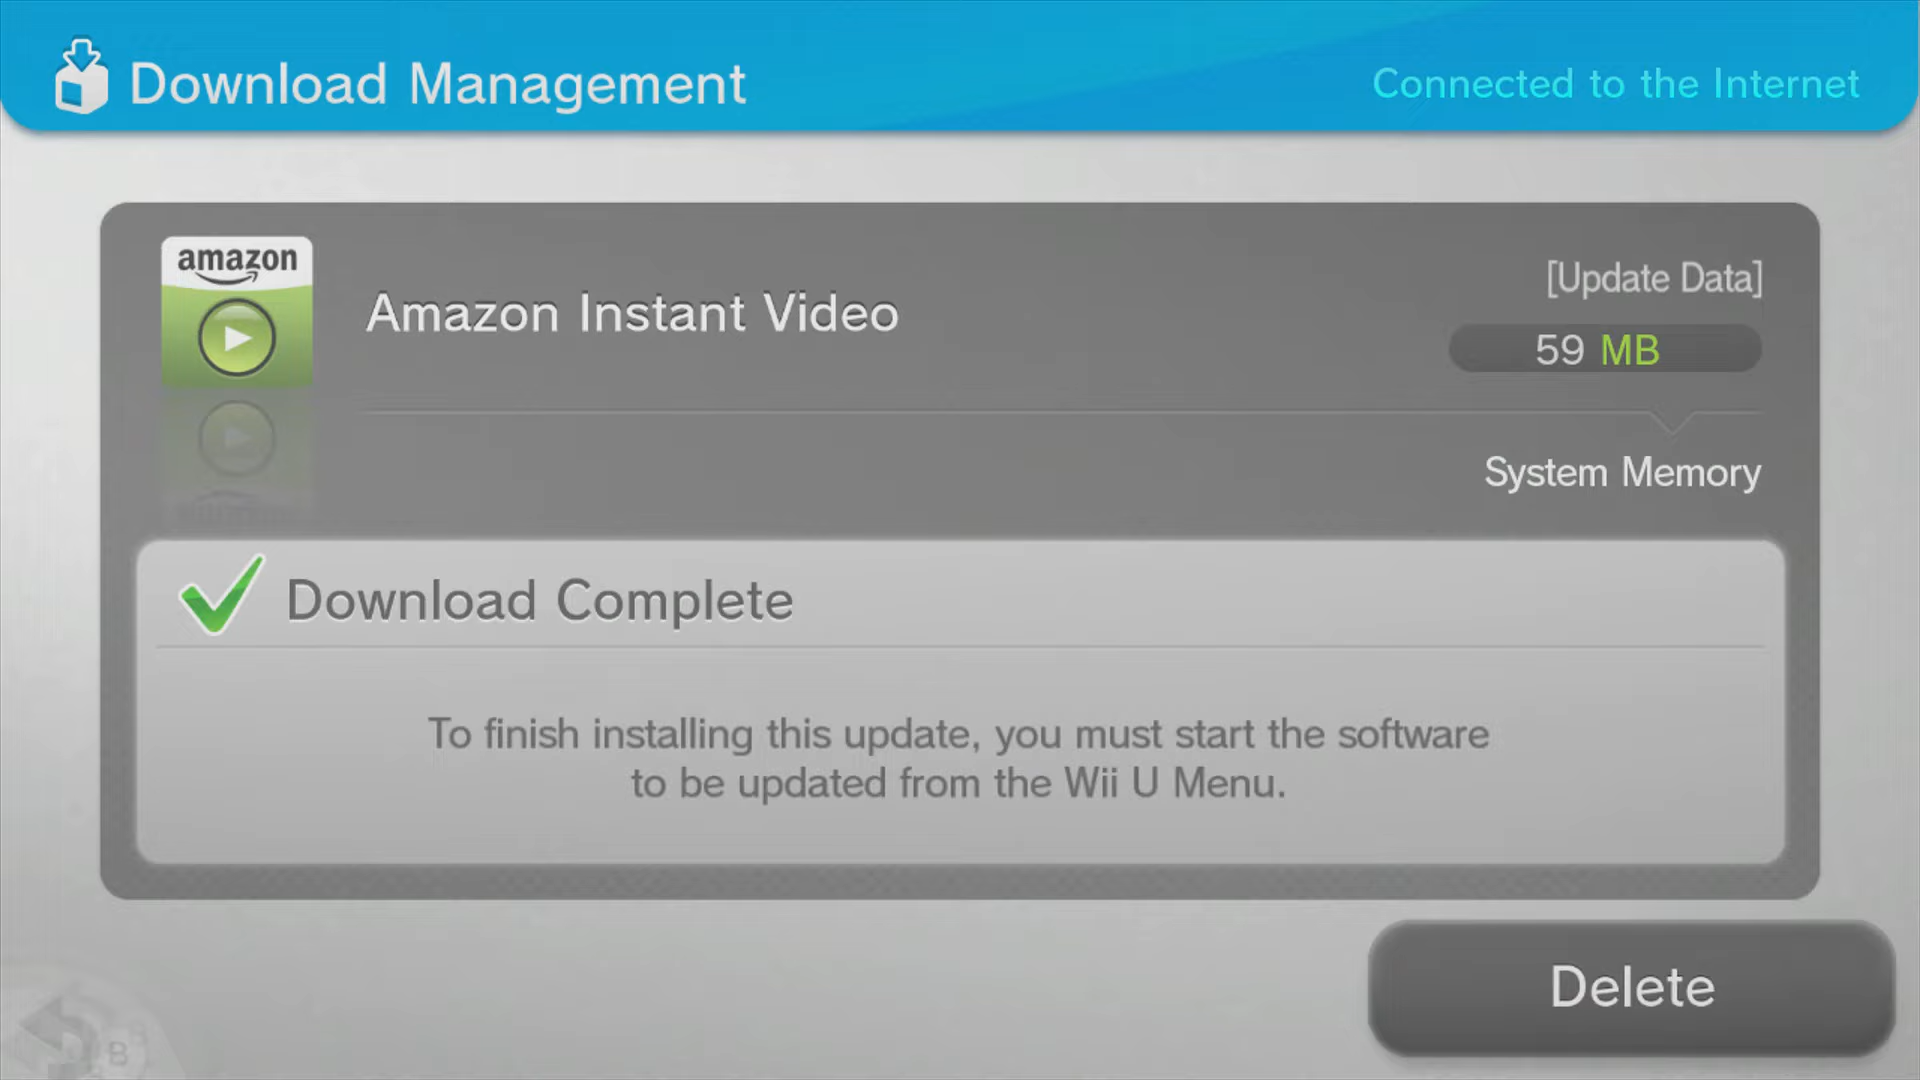 Download Management
Connected to the Internet
amazon
Amazon Instant Video
[Update Data]
59 MB
System Memory
Download Complete
To finish installing this update, you must start the software
to be updated from the Wii U Menu.
Delete
B